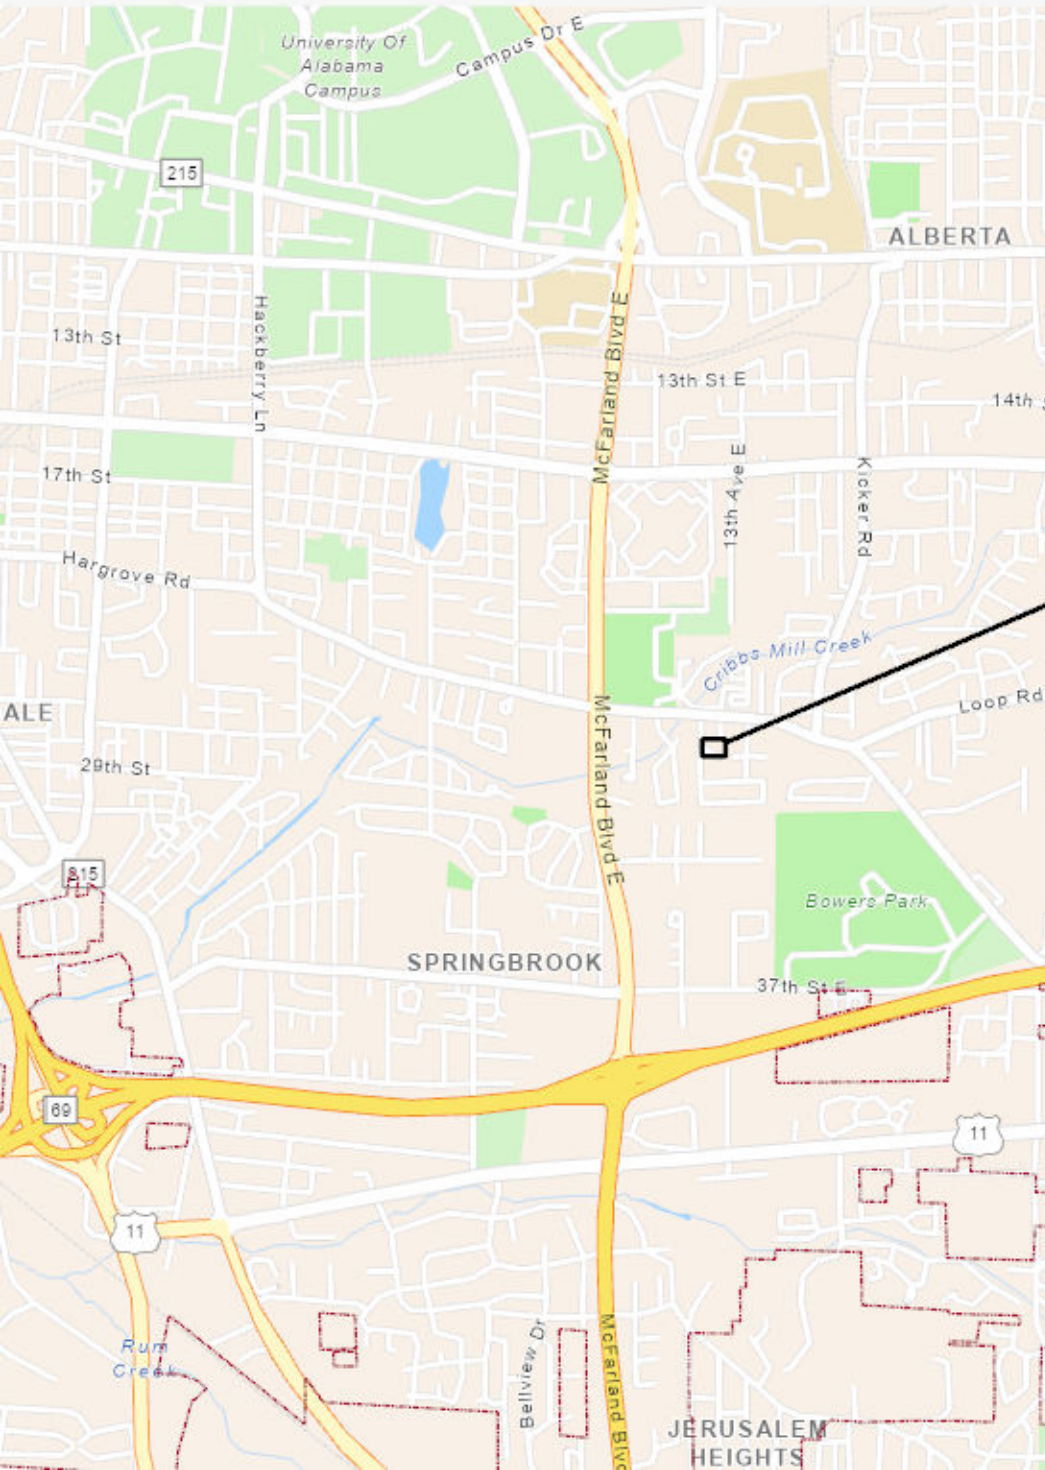 University Of
Alabama
Campus
Campus Dr E
215
ALBERTA
McFarland Blvd E
Hackberry Ln
13th St
13th St E
14th
17th St
13th Ave E
Kicker Rd
Hargrove Rd
Cribbs Mill Creek
Loop Rd
ALE
McFarland Blvd E
29th St
215
Bowers Park
SPRINGBROOK
37th St E
69
11
11
Rum
Creek
Bellview Dr
McFarland Blvd
JERUSALEM
HEIGHTS